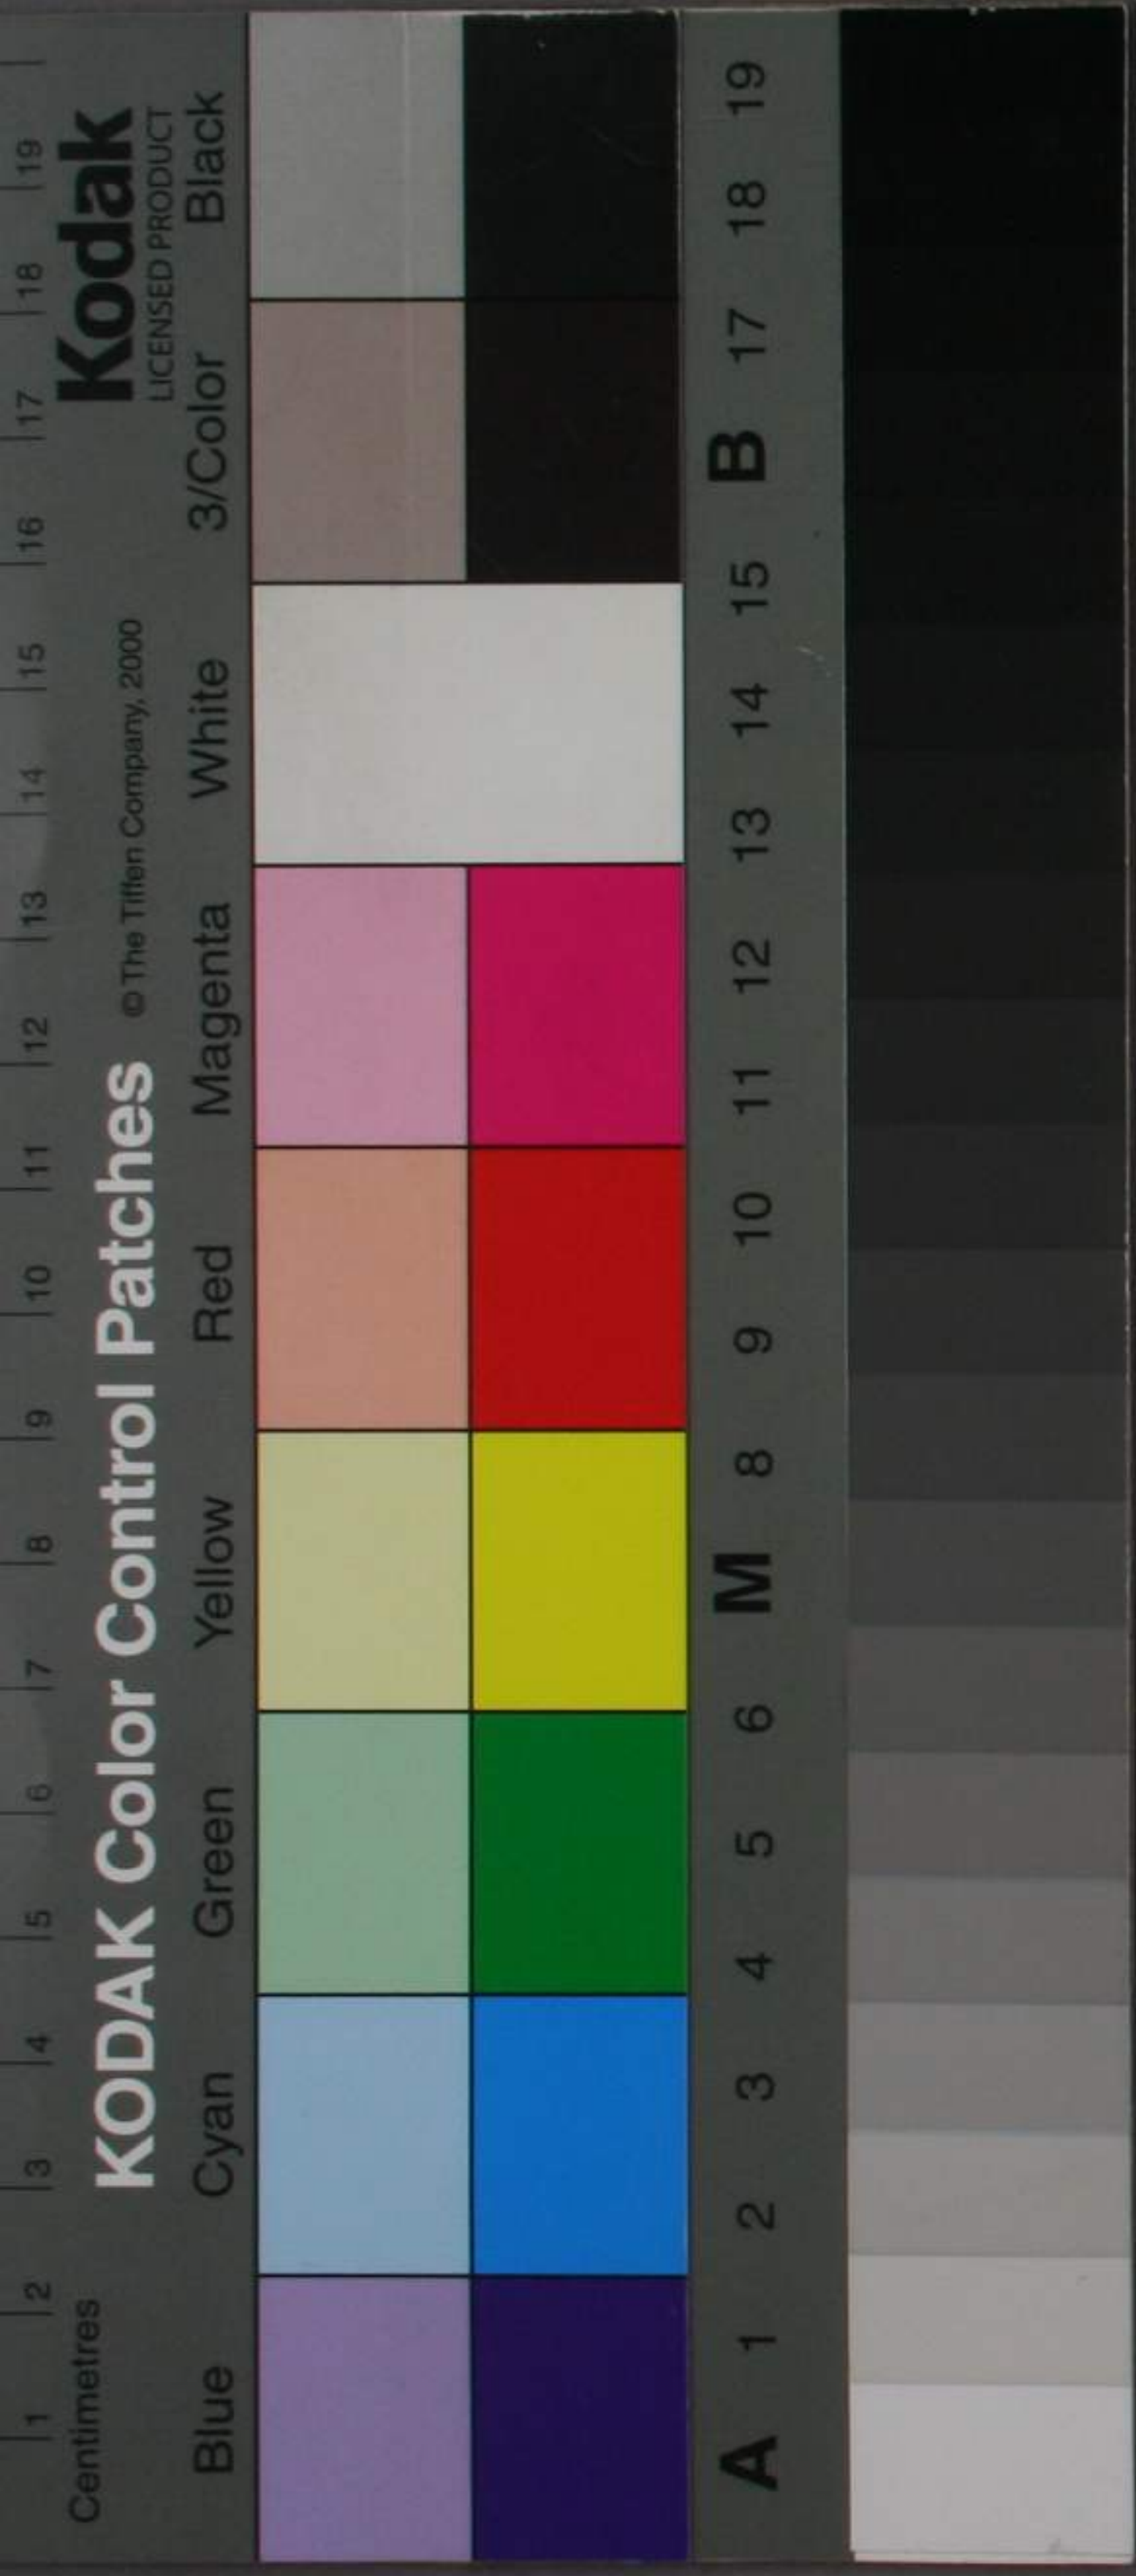 1 2 3 4 5 6 7 8 9 10 11 12 13 14 15 16 17 18 19
Centimetres
KODAK Color Control Patches © The Tiffen Company, 2000 Kodak
LICENSED PRODUCT
Blue Cyan Green Yellow Red Magenta White 3/Color Black
A 1 2 3 4 5 6 M 8 9 10 11 12 13 14 15 B 17 18 19